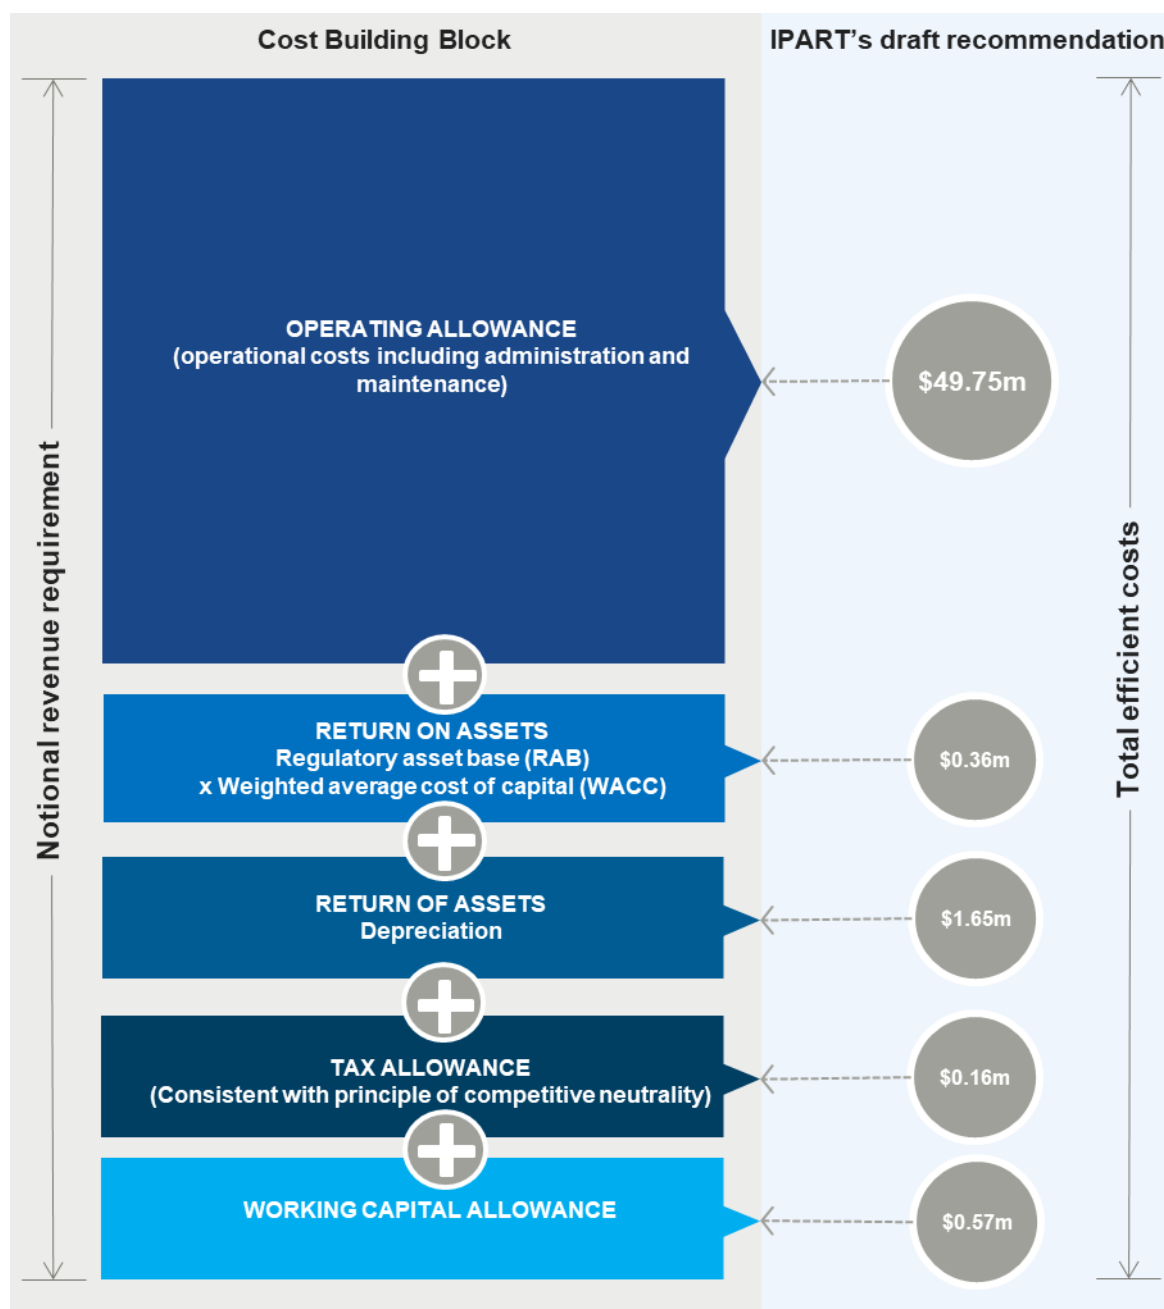 Cost Building Block
IPART's draft recommendation
Notional revenue requirement
OPERATING ALLOWANCE
(operational costs including administration and
maintenance)
$49.75m
Total efficient costs
RETURN ON ASSETS
Regulatory asset base (RAB)
x Weighted average cost of capital (WACC)
$0.36m
RETURN OF ASSETS
Depreciation
$1.65m
TAX ALLOWANCE
(Consistent with principle of competitive neutrality)
$0.16m
WORKING CAPITAL ALLOWANCE
$0.57m